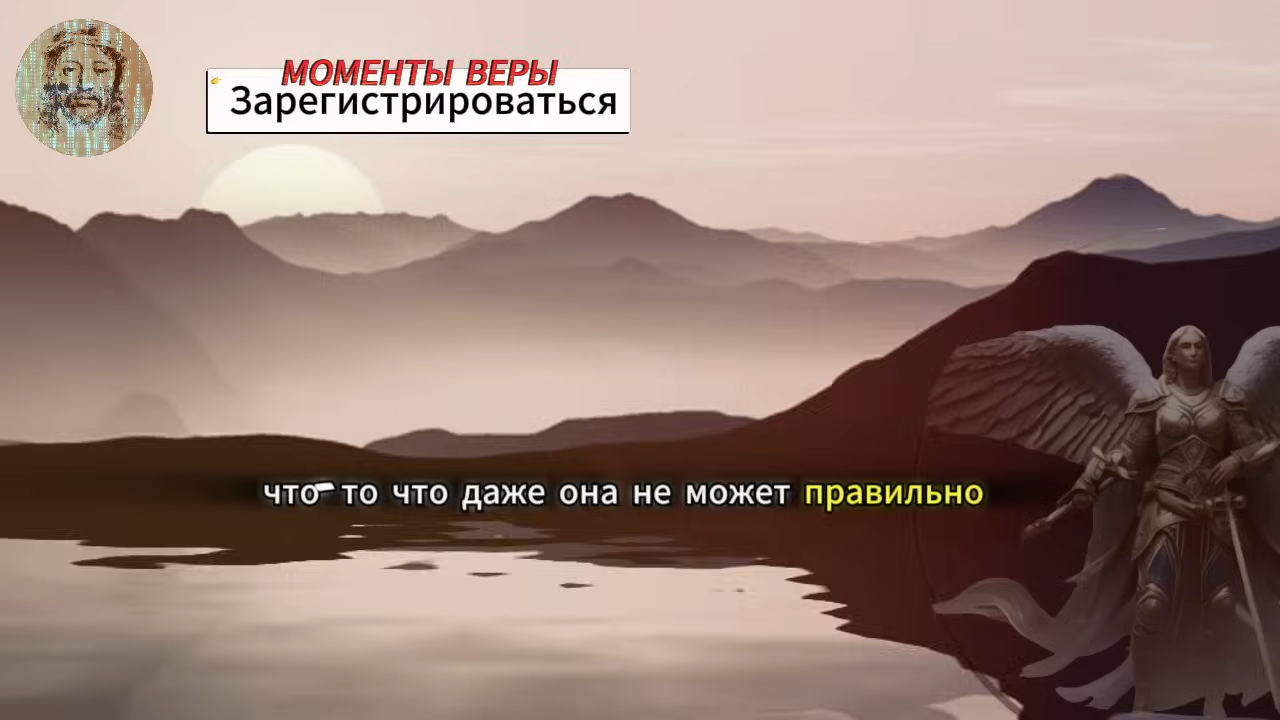 МОМЕНТЫ ВЕРЫ
Зарегистрироваться
что-то что даже она не может правильно